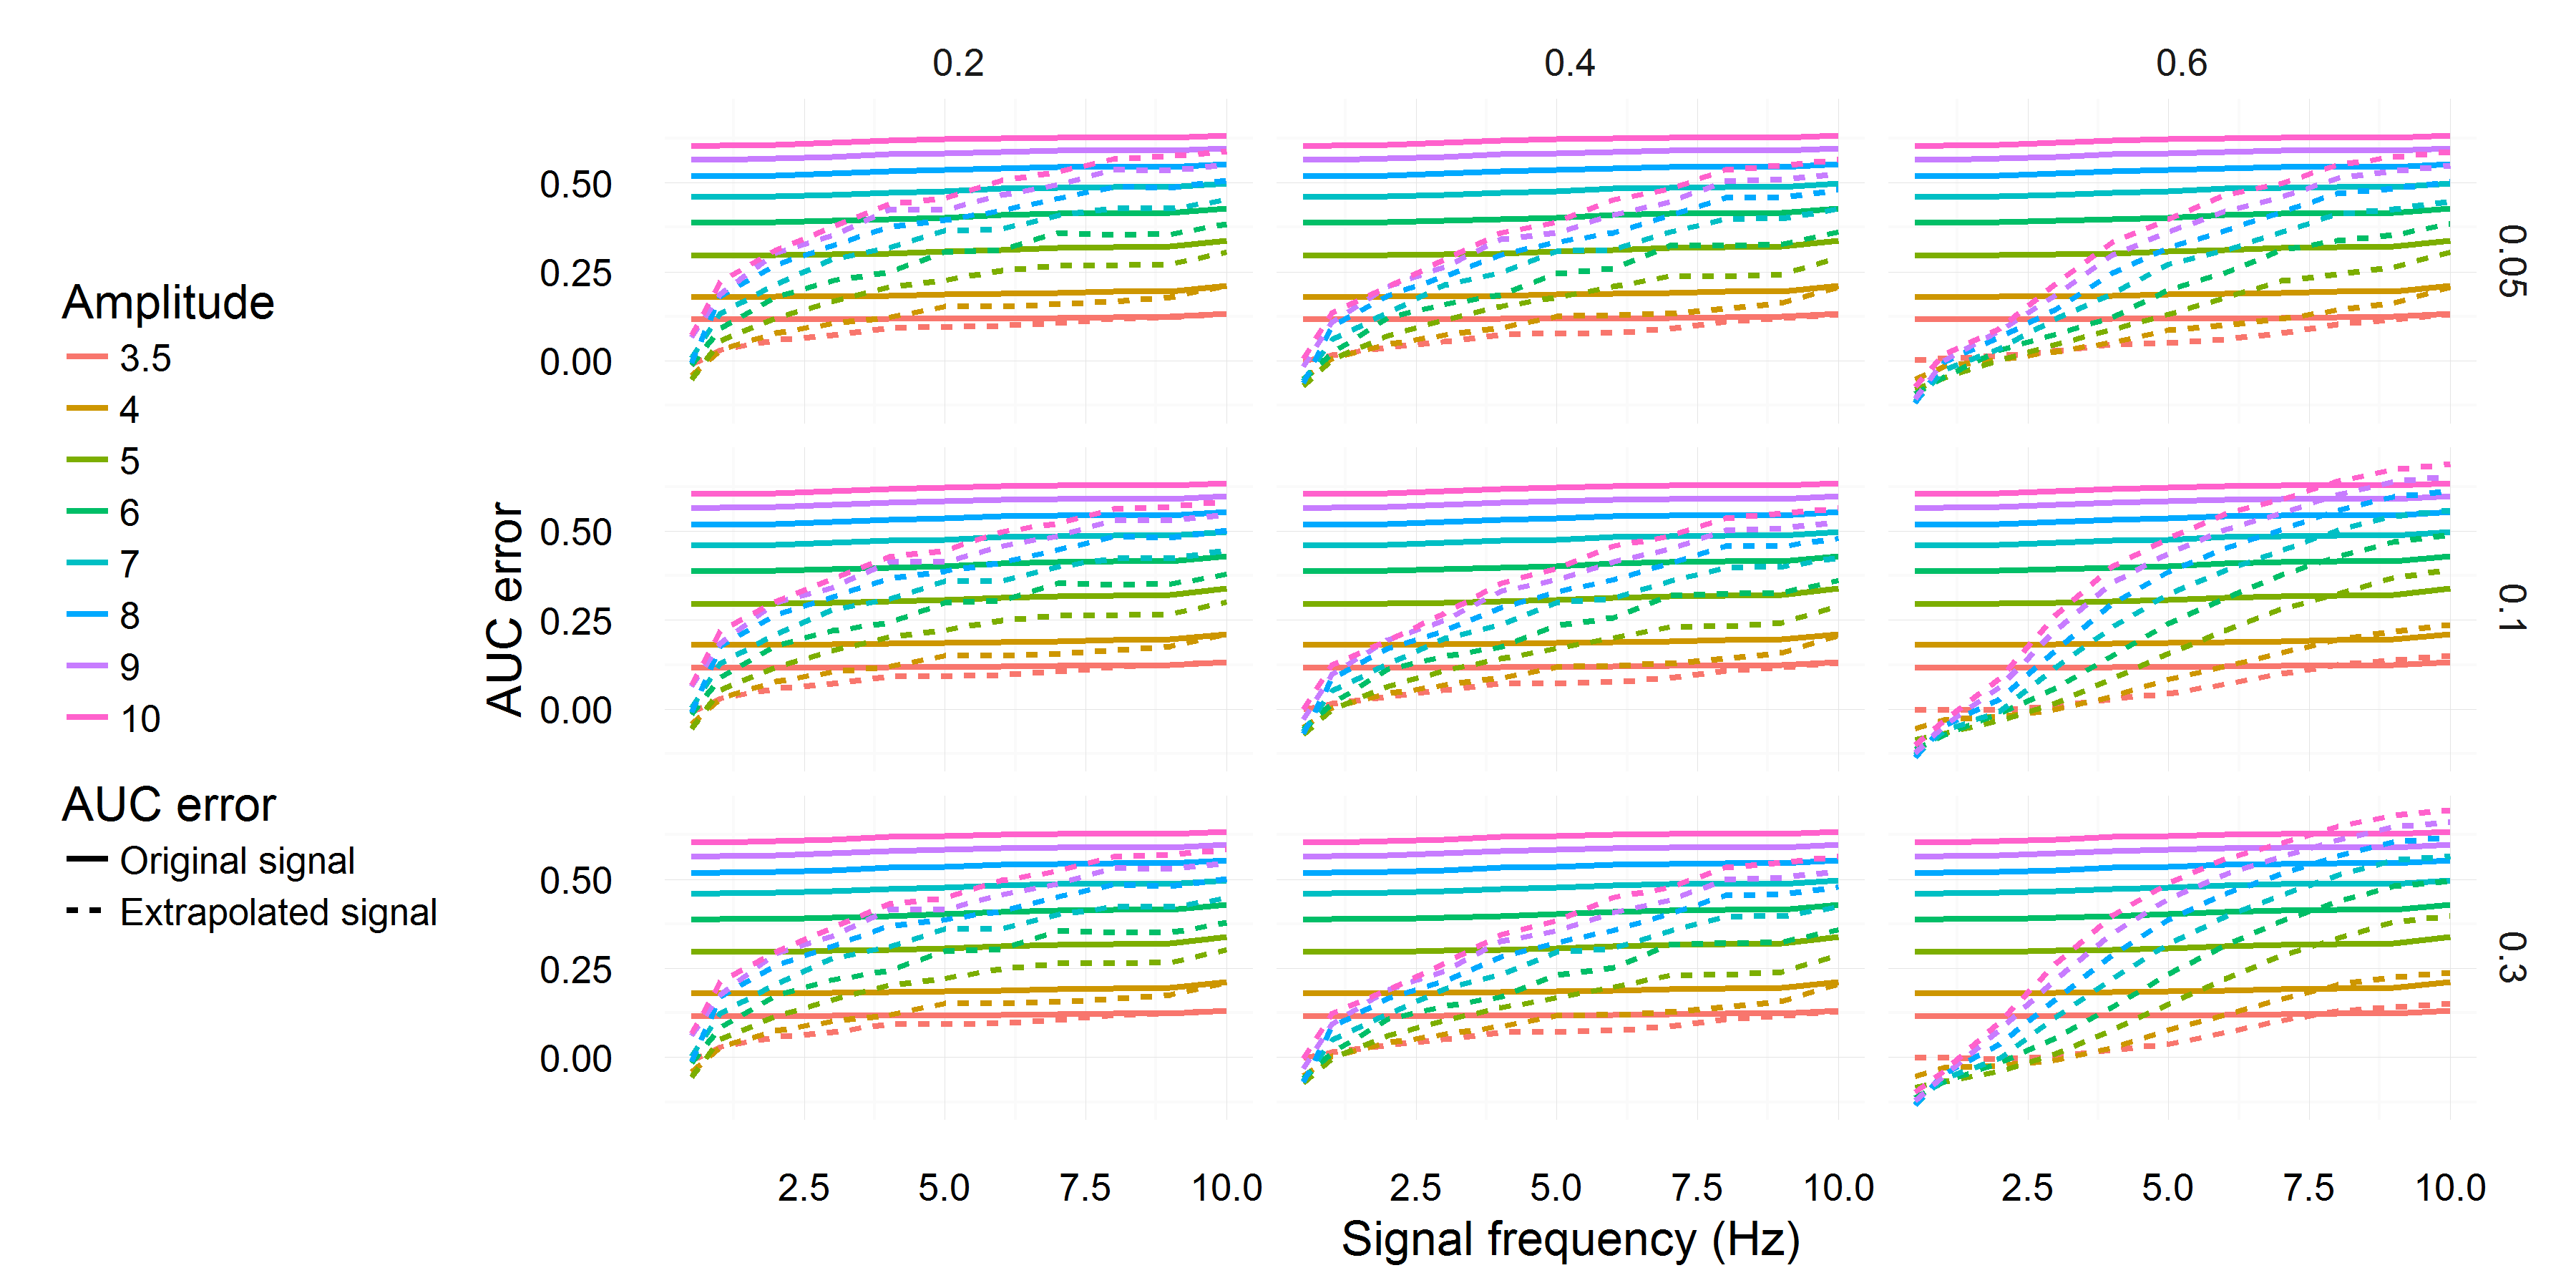 0.2 0.4 0.6
Amplitude
3.5
4
5
6
7
8
9
10
AUC error
Original signal
Extrapolated signal
AUC error
0.50
0.25
0.00
0.05
0.50
0.25
0.00
0.1
0.50
0.25
0.00
0.3
2.5 5.0 7.5 10.0 2.5 5.0 7.5 10.0 2.5 5.0 7.5 10.0
Signal frequency (Hz)